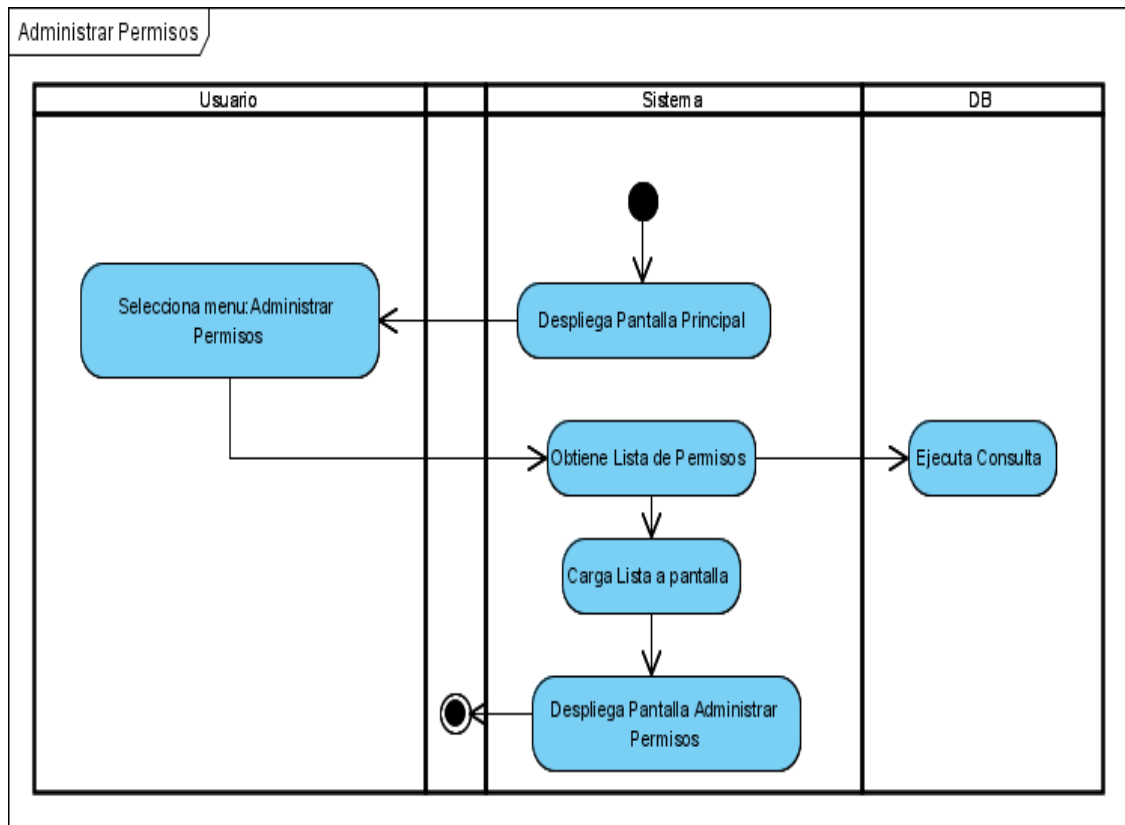 Administrar Permisos
Usuario
Sistema
DB
Selecciona menu:Administrar
Permisos
Despliega Pantalla Principal
Obtiene Lista de Permisos
Ejecuta Consulta
Carga Lista a pantalla
Despliega Pantalla Administrar
Permisos